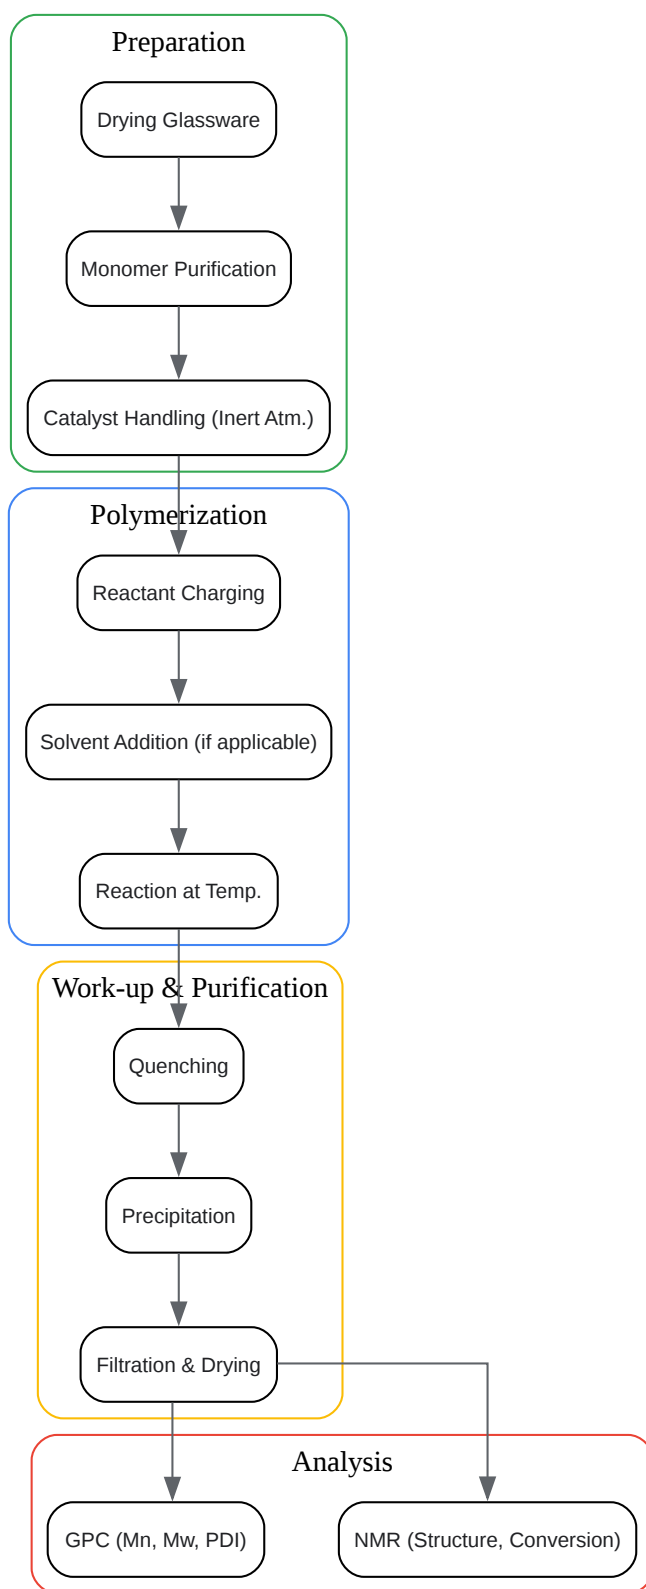 Preparation
Drying Glassware
Monomer Purification
Catalyst Handling (Inert Atm.)
Polymerization
Reactant Charging
Solvent Addition (if applicable)
Reaction at Temp.
Work-up & Purification
Quenching
Precipitation
Filtration & Drying
Analysis
GPC (Mn, Mw, PDI)
NMR (Structure, Conversion)